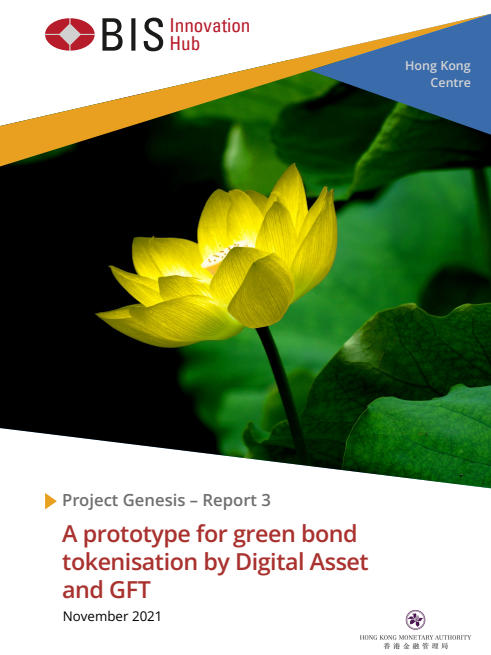 BIS Innovation
Hub
Hong Kong
Centre
Project Genesis – Report 3
A prototype for green bond
tokenisation by Digital Asset
and GFT
November 2021
HONG KONG MONETARY AUTHORITY
香港金融管理局